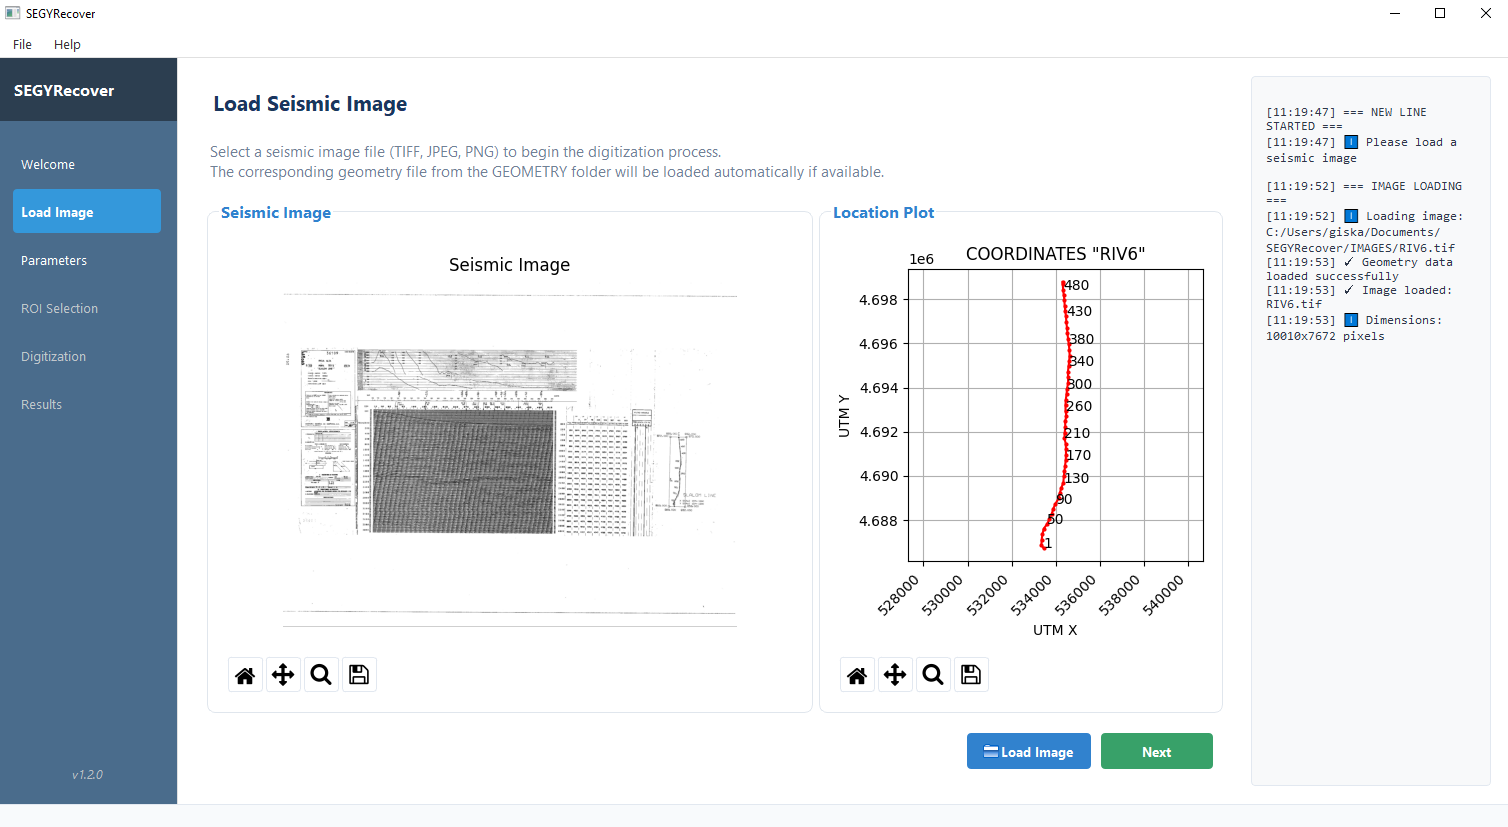 SEGYRecover
File Help
SEGYRecover
Welcome
Load Image
Parameters
ROI Selection
Digitization
Results
v1.2.0
Load Seismic Image
Select a seismic image file (TIFF, JPEG, PNG) to begin the digitization process.
The corresponding geometry file from the GEOMETRY folder will be loaded automatically if available.
Seismic Image
Seismic Image
SLALOM LINE
Location Plot
COORDINATES "RIV6"
1e6
4.698
4.696
4.694
4.692
4.690
4.688
UTM Y
480
430
380
340
300
260
210
170
130
90
50
1
528000
530000
532000
534000
536000
538000
540000
UTM X
Load Image
Next
[11:19:47] === NEW LINE
STARTED ===
[11:19:47] Please load a
seismic image
[11:19:52] === IMAGE LOADING
===
[11:19:52] Loading image:
C:/Users/giska/Documents/
SEGYRecover/IMAGES/RIV6.tif
[11:19:53] ✓ Geometry data
loaded successfully
[11:19:53] ✓ Image loaded:
RIV6.tif
[11:19:53] Dimensions:
10010x7672 pixels